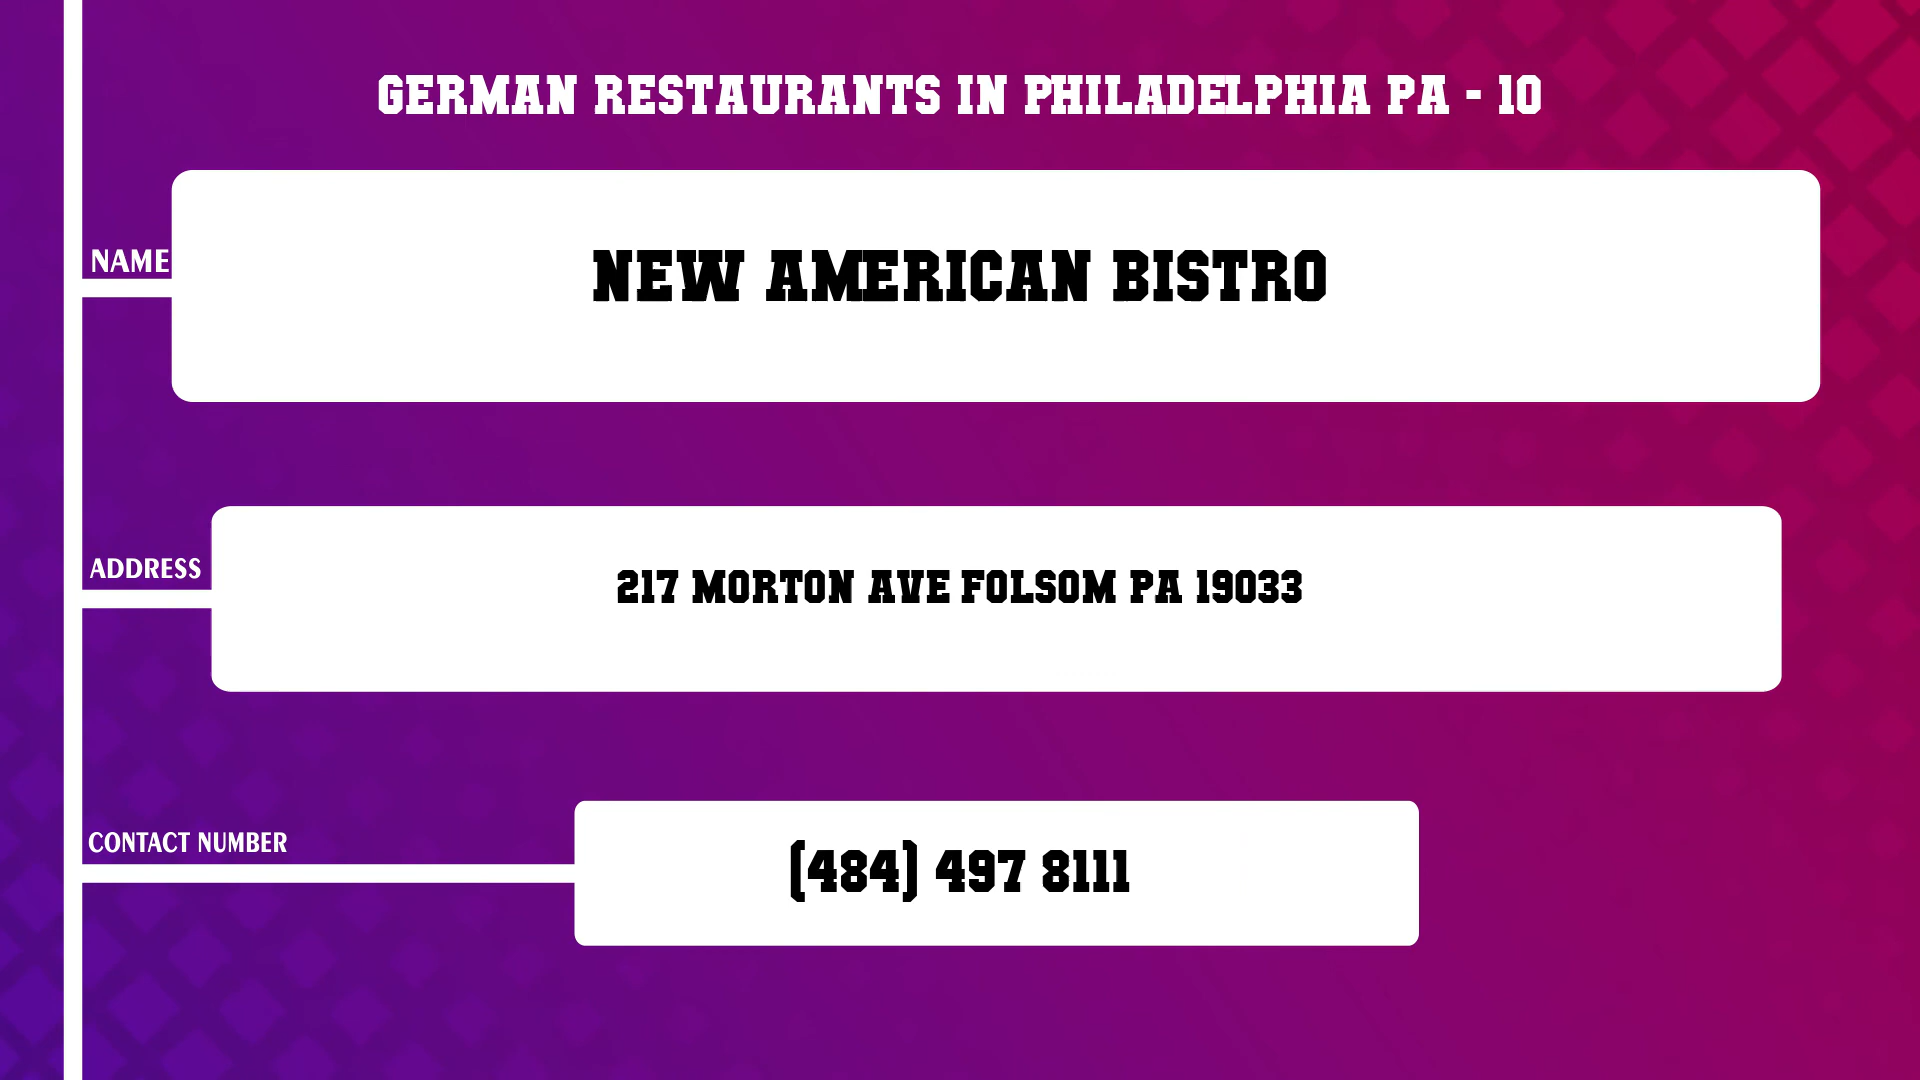 GERMAN RESTAURANTS IN PHILADELPHIA PA - 10
NAME
NEW AMERICAN BISTRO
ADDRESS
217 MORTON AVE FOLSOM PA 19033
CONTACT NUMBER
(484) 497 8111